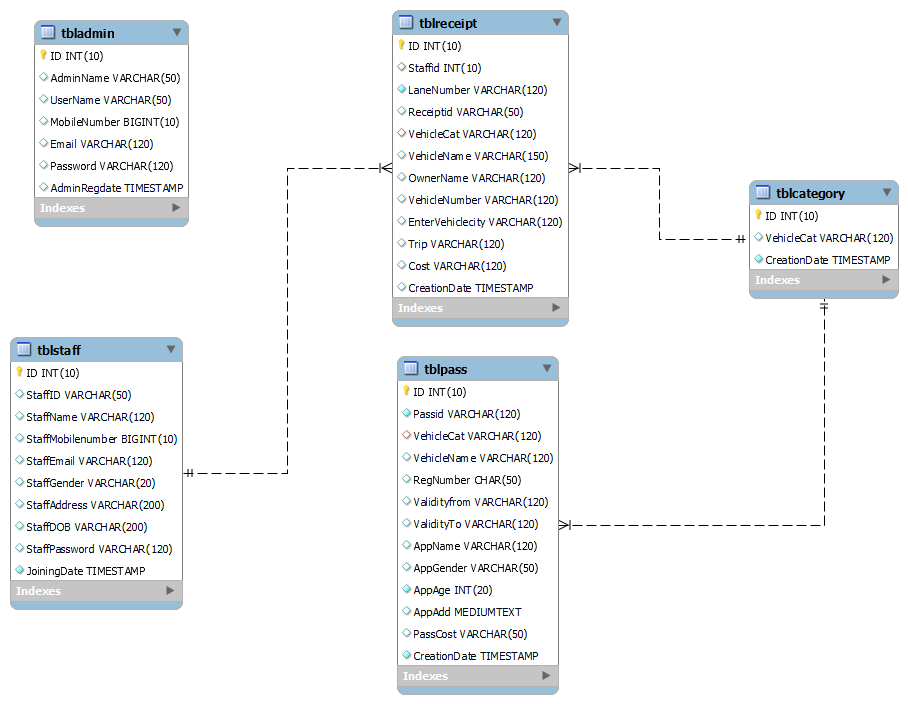 tbladmin
ID INT(10)
AdminName VARCHAR(50)
UserName VARCHAR(50)
MobileNumber BIGINT(10)
Email VARCHAR(120)
Password VARCHAR(120)
AdminRegdate TIMESTAMP
Indexes
tblreceipt
ID INT(10)
Staffid INT(10)
LaneNumber VARCHAR(120)
Receiptid VARCHAR(50)
VehicleCat VARCHAR(120)
VehicleName VARCHAR(150)
OwnerName VARCHAR(120)
VehicleNumber VARCHAR(120)
EnterVehiclecity VARCHAR(120)
Trip VARCHAR(120)
Cost VARCHAR(120)
CreationDate TIMESTAMP
Indexes
tblcategory
ID INT(10)
VehicleCat VARCHAR(120)
CreationDate TIMESTAMP
Indexes
tblstaff
ID INT(10)
StaffID VARCHAR(50)
StaffName VARCHAR(120)
StaffMobilenumber BIGINT(10)
StaffEmail VARCHAR(120)
StaffGender VARCHAR(20)
StaffAddress VARCHAR(200)
StaffDOB VARCHAR(200)
StaffPassword VARCHAR(120)
JoiningDate TIMESTAMP
Indexes
tblpass
ID INT(10)
Passid VARCHAR(120)
VehicleCat VARCHAR(120)
VehicleName VARCHAR(120)
RegNumber CHAR(50)
Validityfrom VARCHAR(120)
ValidityTo VARCHAR(120)
AppName VARCHAR(120)
AppGender VARCHAR(50)
AppAge INT(20)
AppAdd MEDIUMTEXT
PassCost VARCHAR(50)
CreationDate TIMESTAMP
Indexes